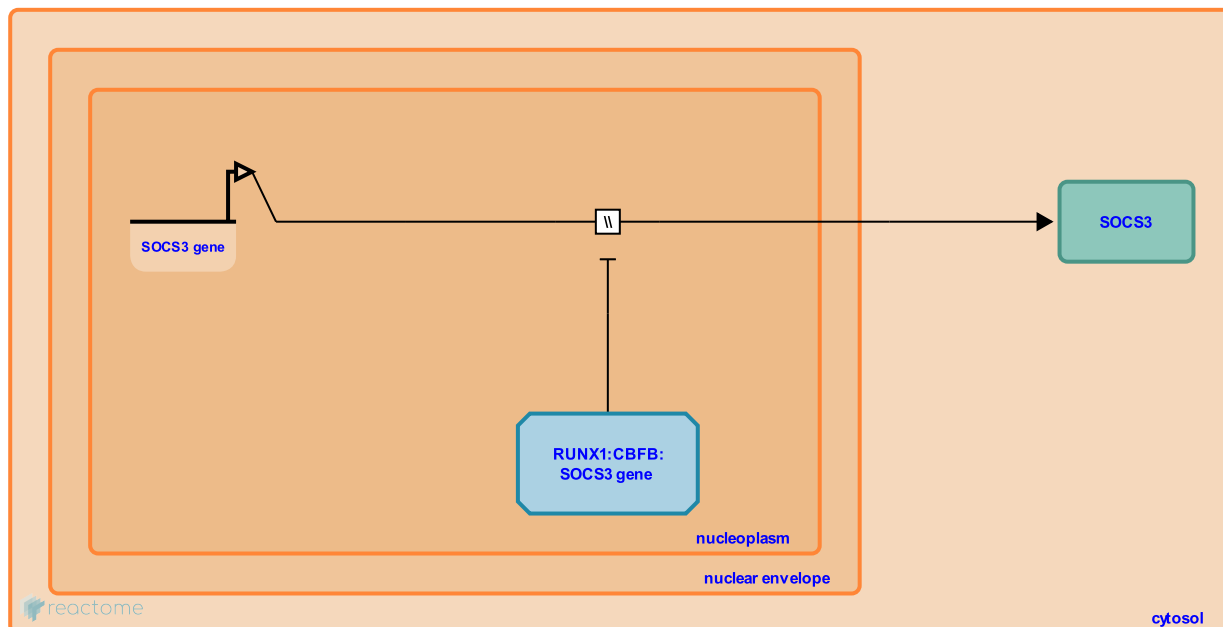 SOCS3 gene
\\
SOCS3
RUNX1:CBFB:
SOCS3 gene
nucleoplasm
nuclear envelope
reactome
cytosol